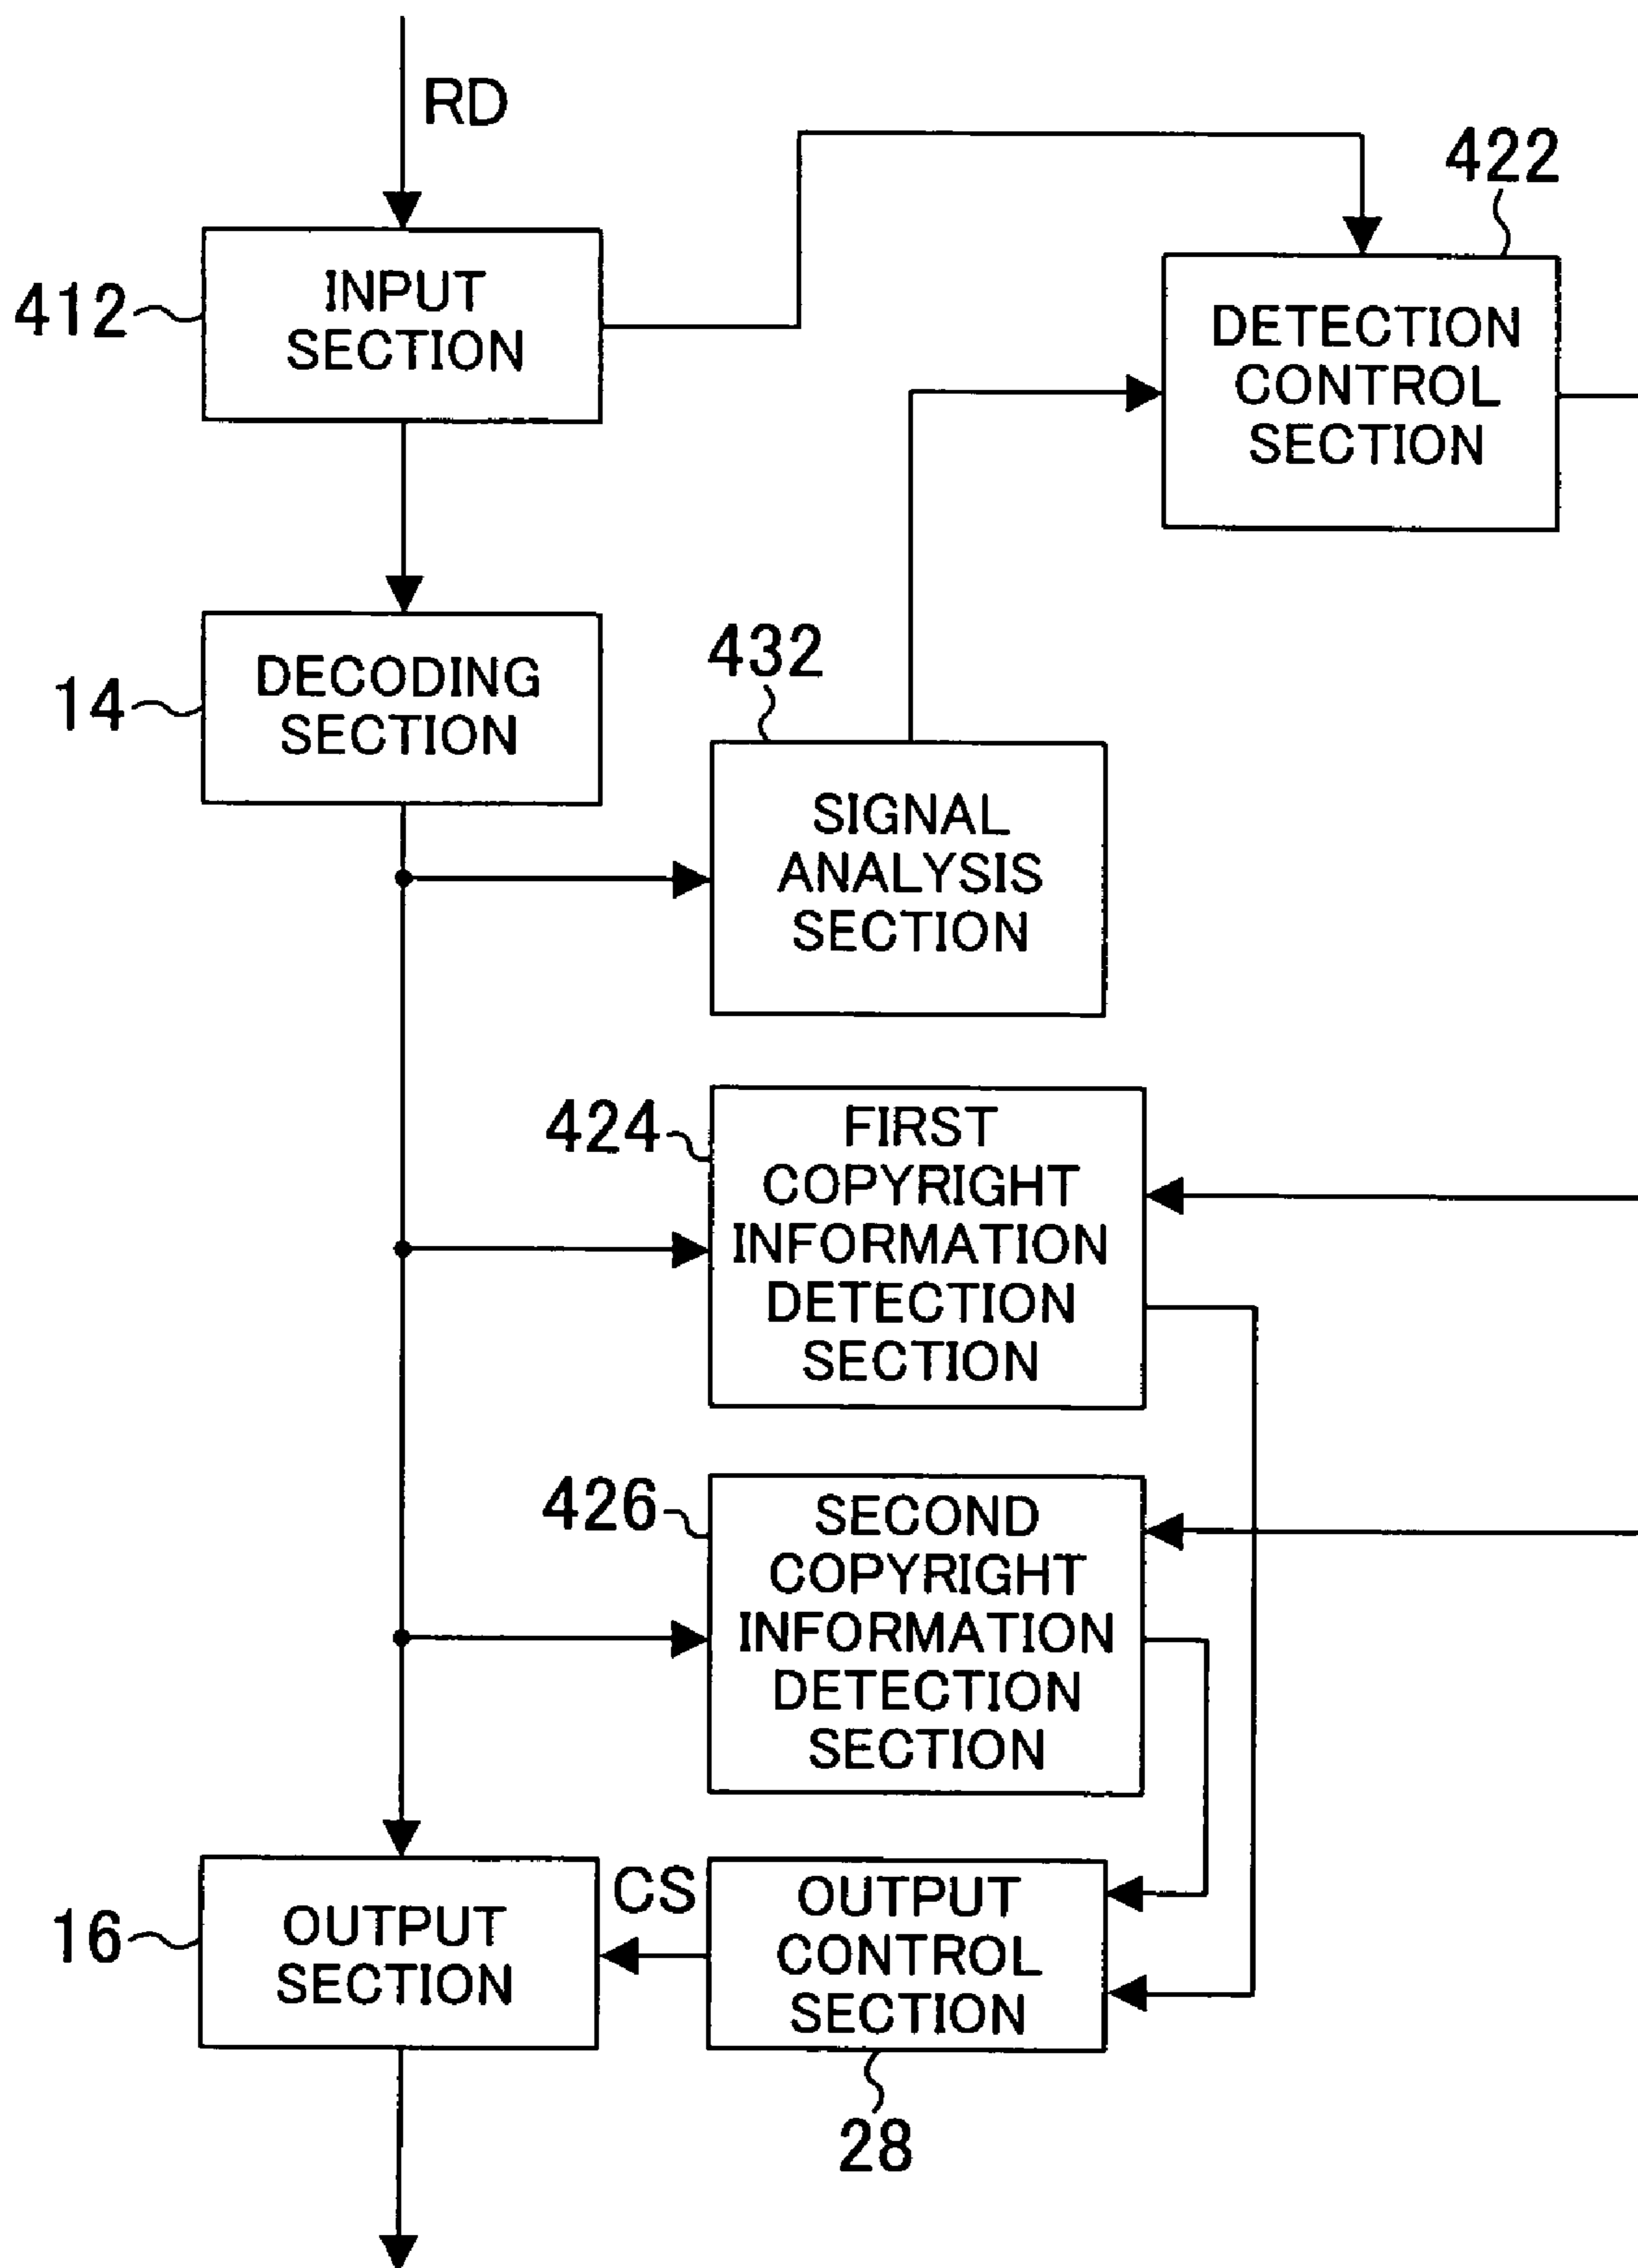 RD
422
412
INPUT
SECTION
DETECTION
CONTROL
SECTION
14
DECODING
SECTION
432
SIGNAL
ANALYSIS
SECTION
424
FIRST
COPYRIGHT
INFORMATION
DETECTION
SECTION
426
SECOND
COPYRIGHT
INFORMATION
DETECTION
SECTION
16
OUTPUT
SECTION
CS
OUTPUT
CONTROL
SECTION
28